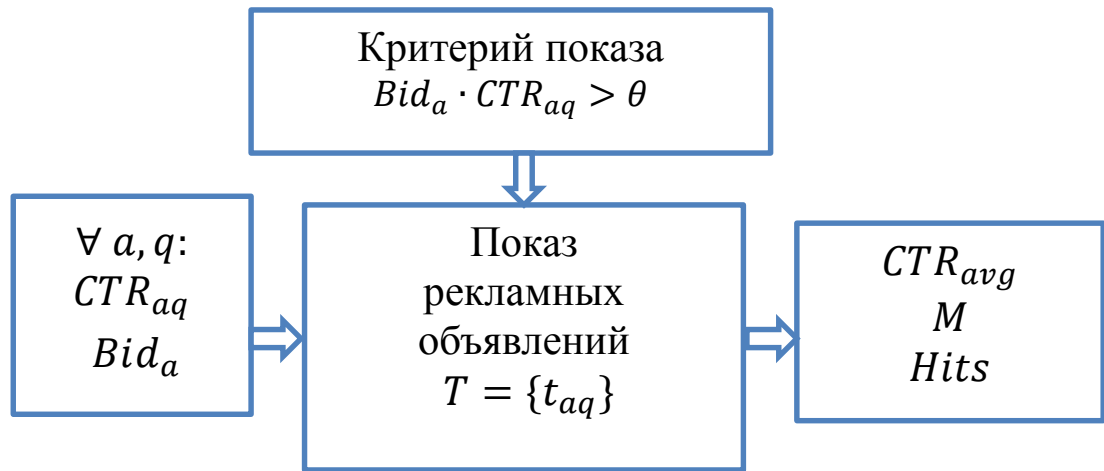 Критерий показа
Bid_a · CTR_aq > θ
∀ a, q:
CTR_aq
Bid_a
Показ
рекламных
объявлений
T = {t_aq}
CTR_avg
M
Hits